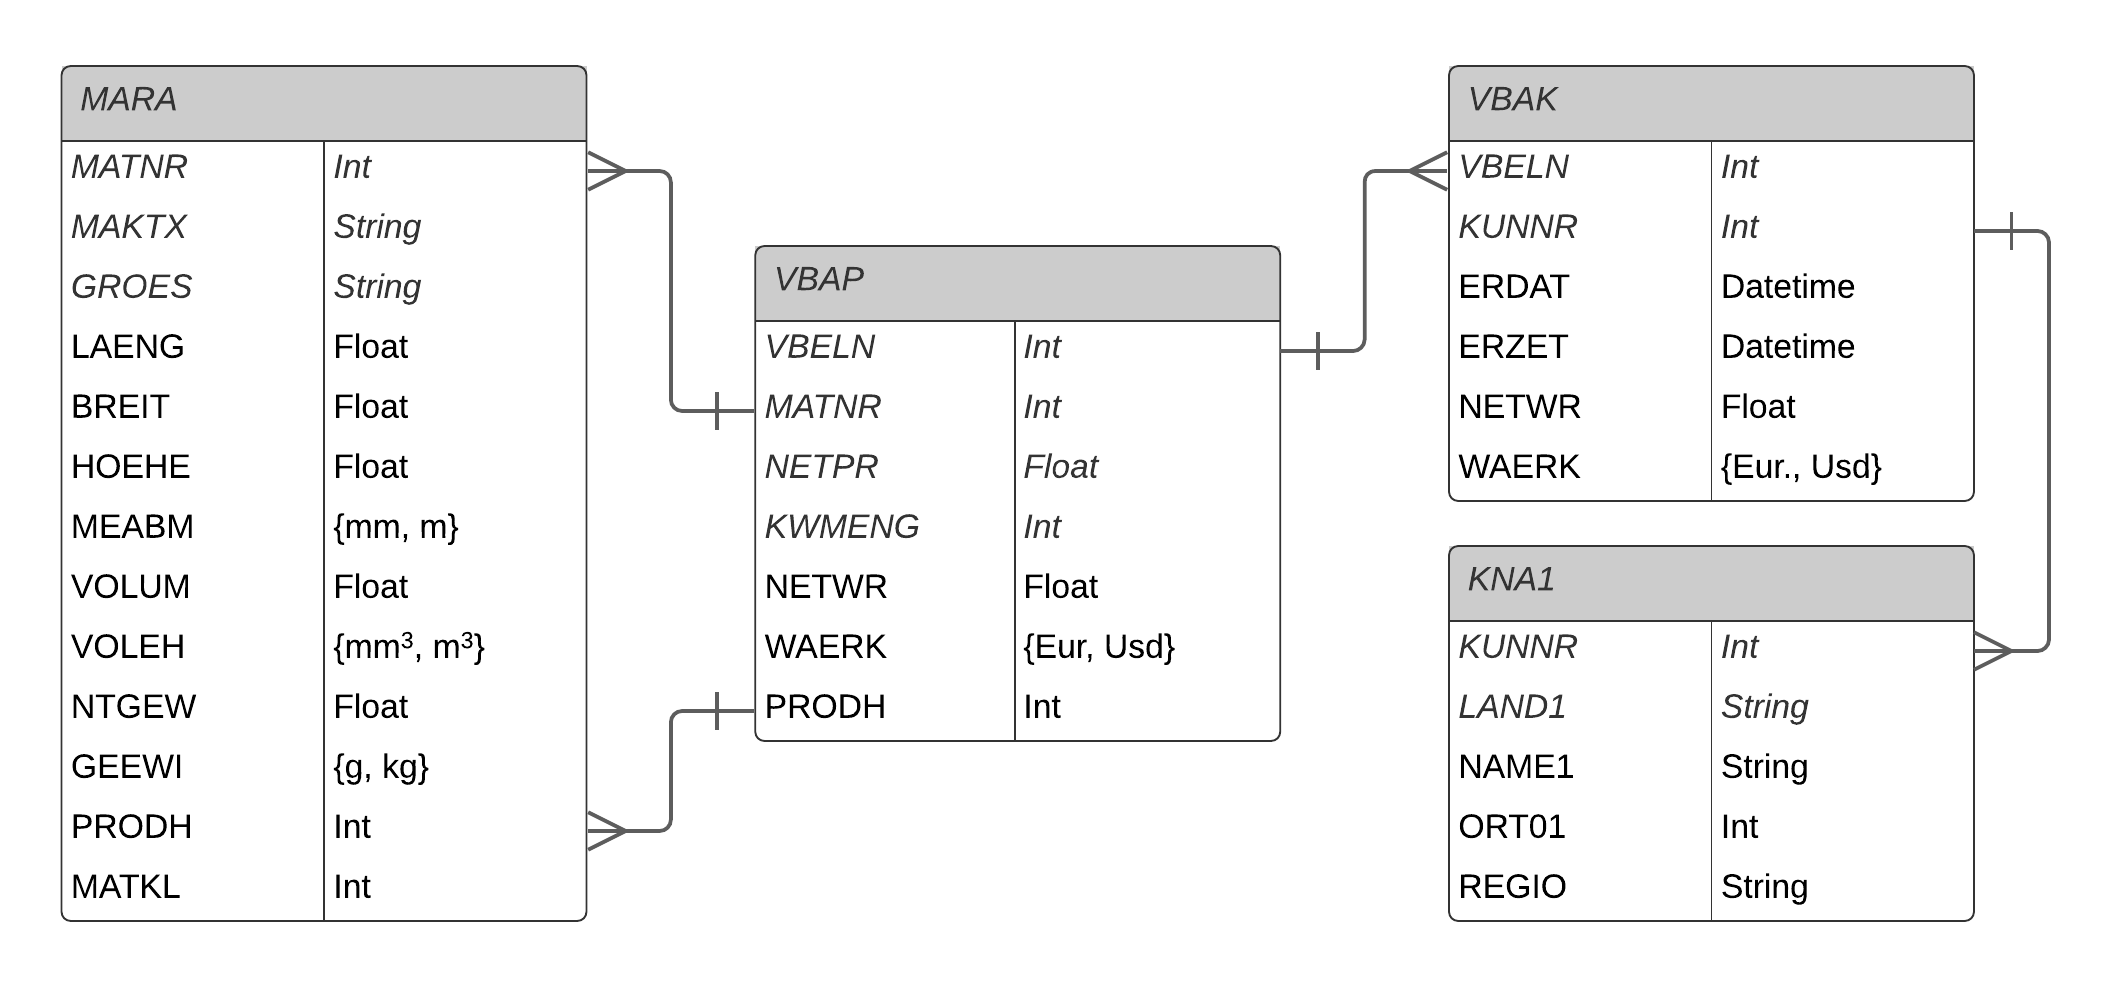 MARA
MATNR Int
MAKTX String
GROES String
LAENG Float
BREIT Float
HOEHE Float
MEABM {mm, m}
VOLUM Float
VOLEH {mm³, m³}
NTGEW Float
GEEWI {g, kg}
PRODH Int
MATKL Int
VBAP
VBELN Int
MATNR Int
NETPR Float
KWMENG Int
NETWR Float
WAERK {Eur, Usd}
PRODH Int
VBAK
VBELN Int
KUNNR Int
ERDAT Datetime
ERZET Datetime
NETWR Float
WAERK {Eur., Usd}
KNA1
KUNNR Int
LAND1 String
NAME1 String
ORT01 Int
REGIO String